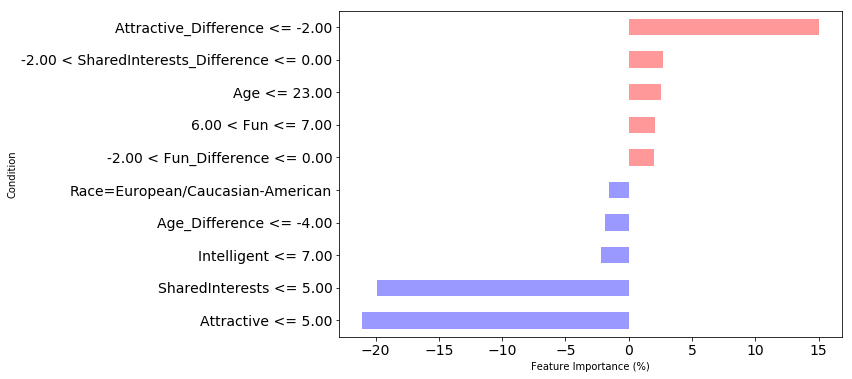 Attractive_Difference <= -2.00
-2.00 < SharedInterests_Difference <= 0.00
Age <= 23.00
6.00 < Fun <= 7.00
-2.00 < Fun_Difference <= 0.00
Race=European/Caucasian-American
Age_Difference <= -4.00
Intelligent <= 7.00
SharedInterests <= 5.00
Attractive <= 5.00
Condition
−20 −15 −10 −5 0 5 10 15
Feature Importance (%)